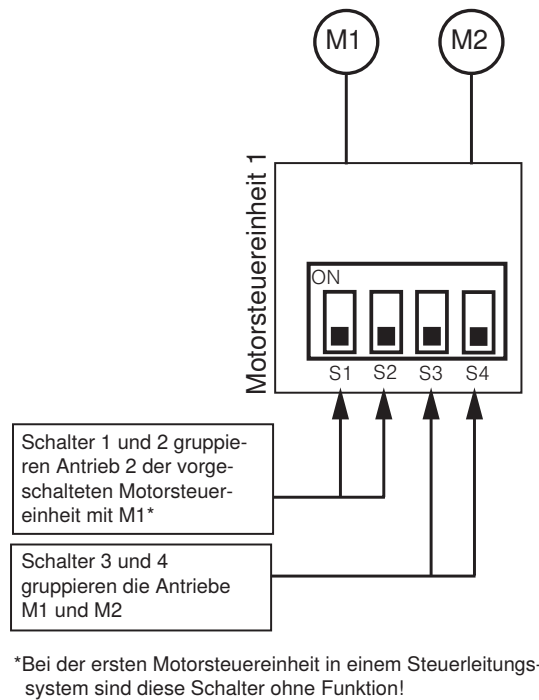 M1 M2
Motorsteuereinheit 1
ON
S1 S2 S3 S4
Schalter 1 und 2 gruppie-
ren Antrieb 2 der vorge-
schalteten Motorsteuer-
einheit mit M1*
Schalter 3 und 4
gruppieren die Antriebe
M1 und M2
*Bei der ersten Motorsteuereinheit in einem Steuerleitungs-
system sind diese Schalter ohne Funktion!